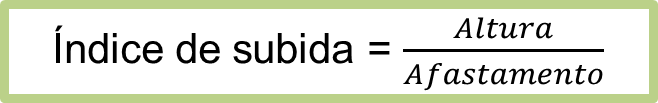 Índice de subida = Altura / Afastamento